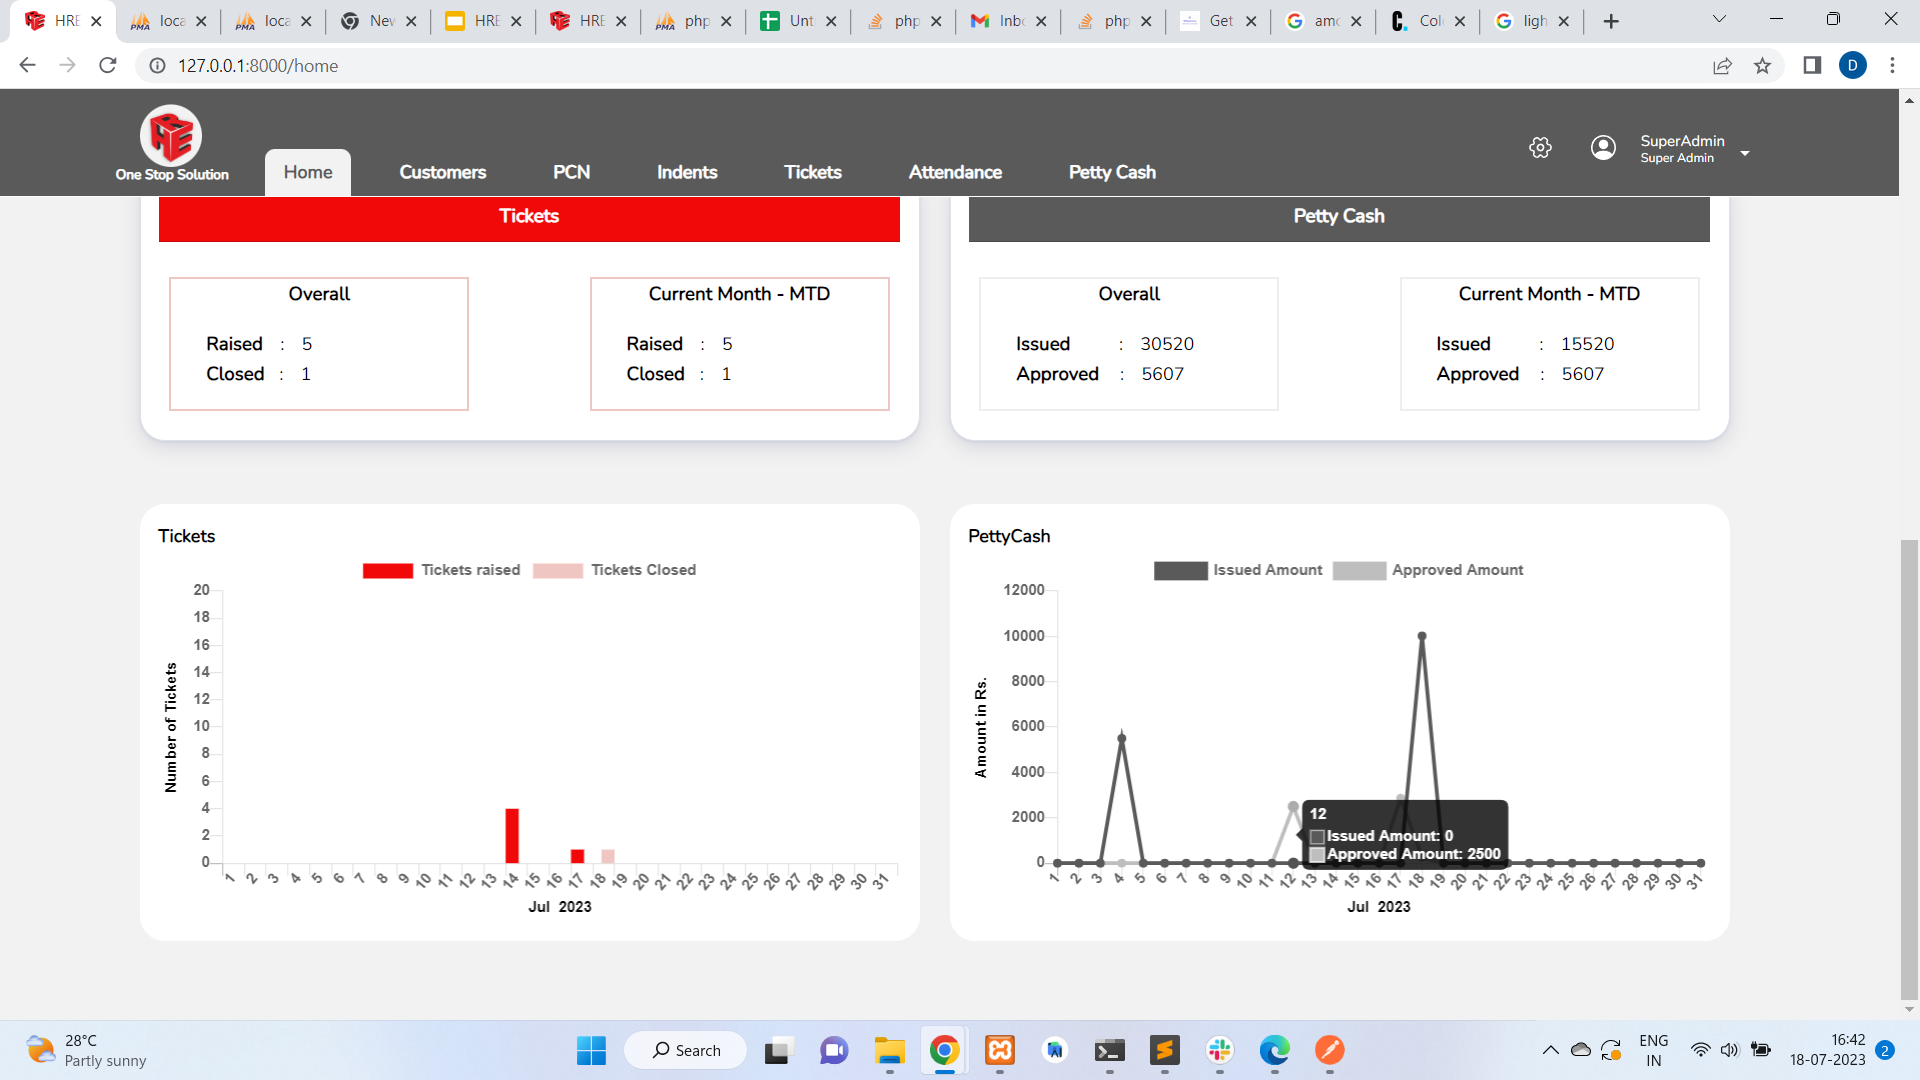 HRE
loca
loca
New
HRE
HRE
php
Unt
php
Inbo
php
Get
amo
Col
ligh
127.0.0.1:8000/home
D
HE
One Stop Solution
Home
Customers
PCN
Indents
Tickets
Attendance
Petty Cash
SuperAdmin
Super Admin
Tickets
Overall
Raised : 5
Closed : 1
Current Month - MTD
Raised : 5
Closed : 1
Petty Cash
Overall
Issued : 30520
Approved : 5607
Current Month - MTD
Issued : 15520
Approved : 5607
Tickets
Tickets raised Tickets Closed
Number of Tickets
20
18
16
14
12
10
8
6
4
2
0
1 2 3 4 5 6 7 8 9 10 11 12 13 14 15 16 17 18 19 20 21 22 23 24 25 26 27 28 29 30 31
Jul 2023
PettyCash
Issued Amount Approved Amount
Amount in Rs.
12000
10000
8000
6000
4000
2000
0
12
Issued Amount: 0
Approved Amount: 2500
1 2 3 4 5 6 7 8 9 10 11 12 13 14 15 16 17 18 19 20 21 22 23 24 25 26 27 28 29 30 31
Jul 2023
28°C
Partly sunny
Search
ENG
IN
16:42
18-07-2023
2